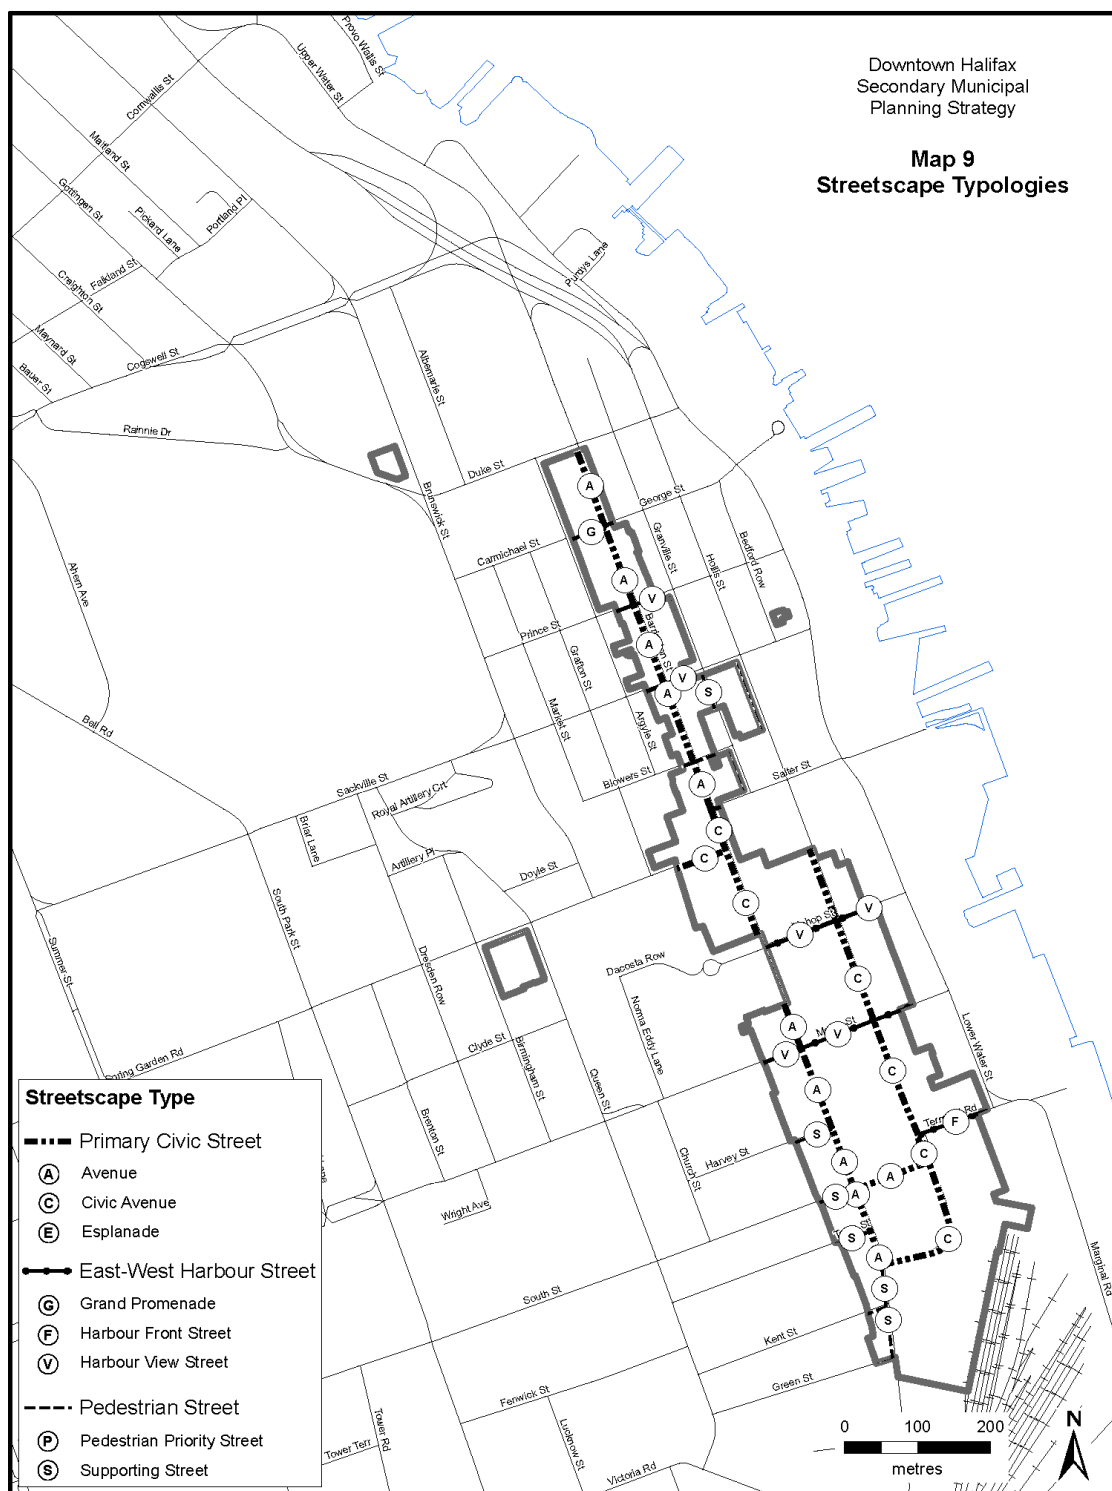 Downtown Halifax
Secondary Municipal
Planning Strategy
Map 9
Streetscape Typologies
Provo Wallis St
Upper Water St
Cornwallis St
Maitland St
Gottingen St
Pickard Lane
Portland Pl
Falkland St
Creighton St
Maynard St
Bauer St
Cogswell St
Rainnie Dr
Purdys Lane
Albemarle St
Duke St
Brunswick St
George St
Carmichael St
Granville St
Hollis St
Bedford Row
A
G
A
V
Prince St
A
Grafton St
Market St
Argyle St
V
A
S
Ahern Ave
Bell Rd
Sackville St
Blowers St
Salter St
Royal Artillery Crt
Briar Lane
Artillery Pl
Doyle St
A
C
C
C
V
V
South Park St
Summer St
Dresden Row
Dacosta Row
Norma Eddy Lane
Clyde St
Birmingham St
Queen St
Spring Garden Rd
Brenton St
C
A
V
V
Lower Water St
C
A
F
S
A
C
A
S
A
S
A
C
S
S
Harvey St
Church St
Wright Ave
South St
Kent St
Green St
Fenwick St
Lucknow St
Tower Rd
Tower Terr
Victoria Rd
Marginal Rd
Streetscape Type
Primary Civic Street
A Avenue
C Civic Avenue
E Esplanade
East-West Harbour Street
G Grand Promenade
F Harbour Front Street
V Harbour View Street
Pedestrian Street
P Pedestrian Priority Street
S Supporting Street
0 100 200
metres
N